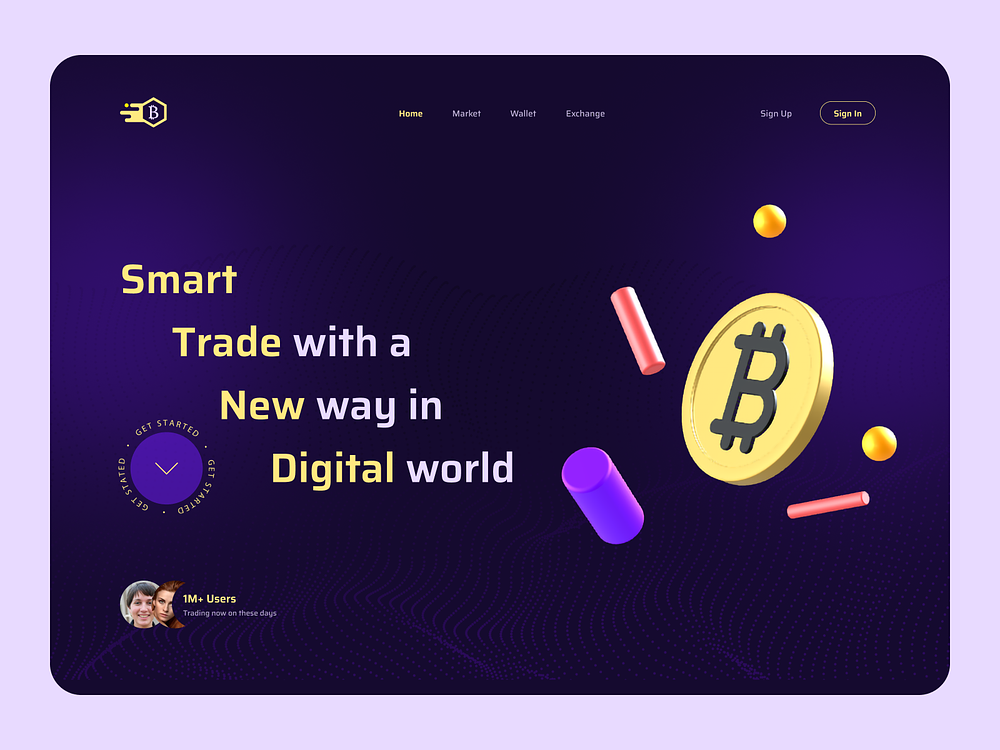 Home Market Wallet Exchange Sign Up Sign In
Smart
Trade with a
New way in
Digital world
GET STARTED • GET STARTED • GET STATED •
1M+ Users
Trading now on these days